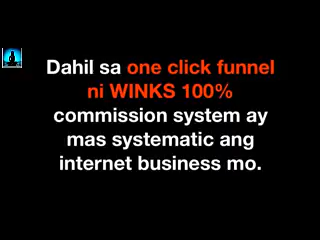 Dahil sa one click funnel
ni WINKS 100%
commission system ay
mas systematic ang
internet business mo.